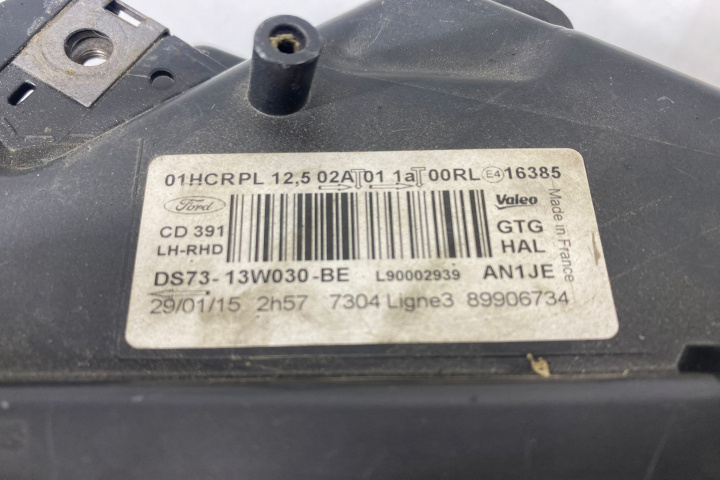 01HCRPL 12,5 02A 01 1a 00RL E4 16385
Ford
Valeo
CD 391
GTG
LH-RHD
HAL
Made in France
DS73-13W030-BE L90002939 AN1JE
29/01/15 2h57 7304 Ligne3 89906734